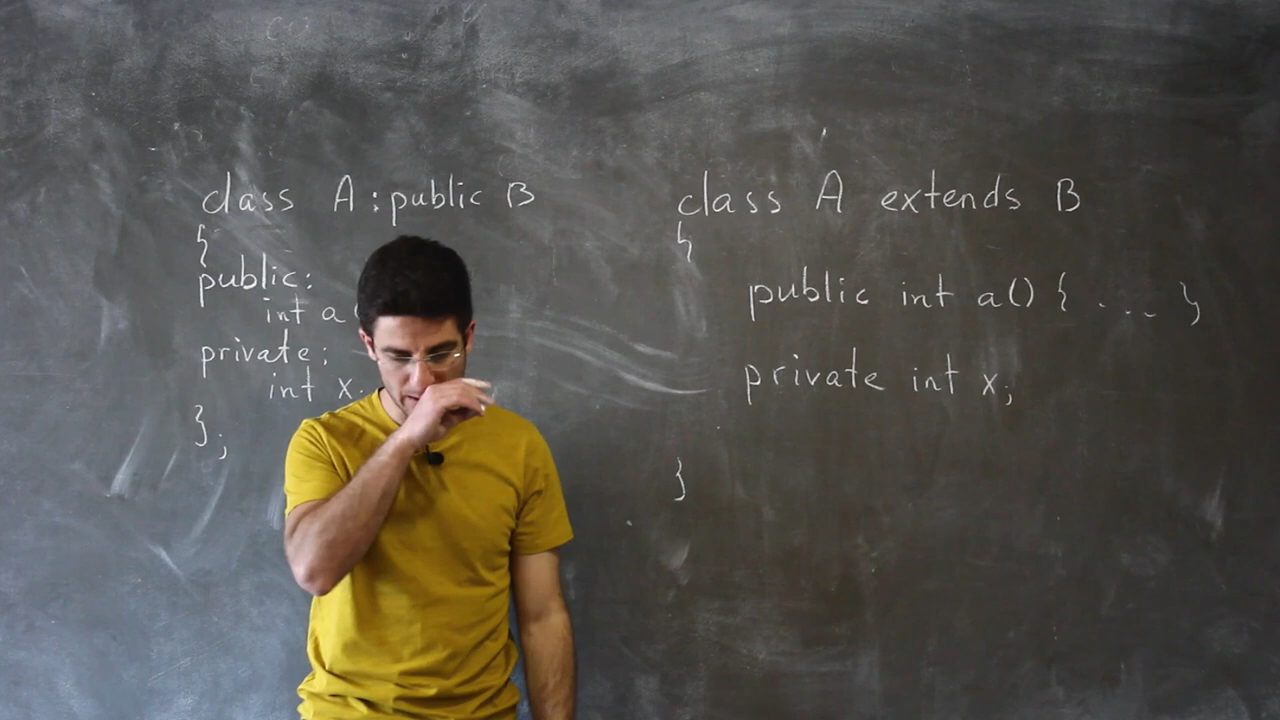 class A : public B
{
public:
int a
private:
int x
};
class A extends B
{
public int a() { ... }
private int x;
}